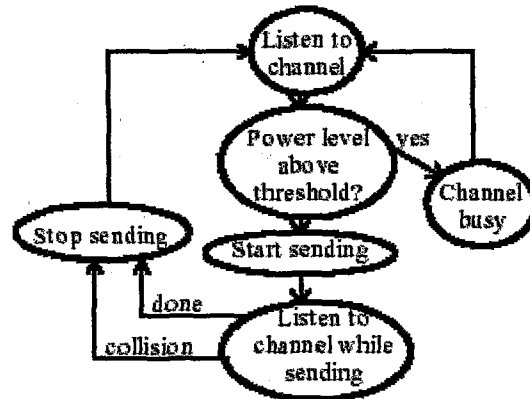 Listen to
channel
Power level
above
threshold?
yes
Channel
busy
Stop sending
Start sending
done
collision
Listen to
channel while
sending